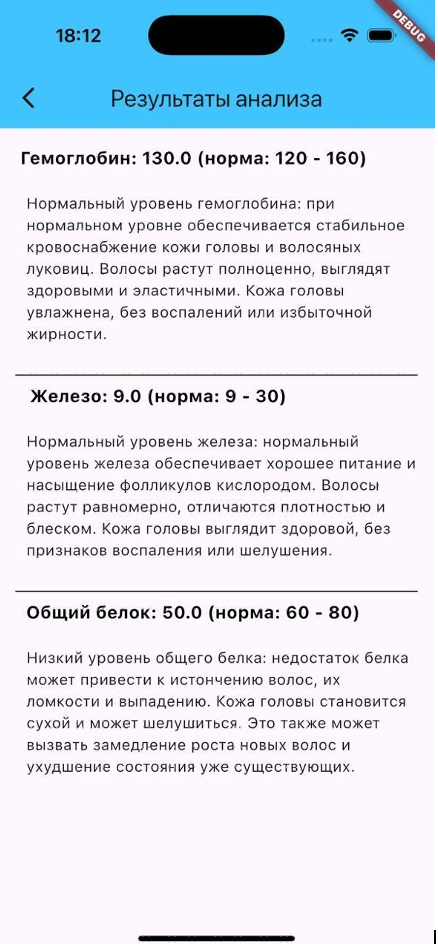 18:12
DEBUG
Результаты анализа
Гемоглобин: 130.0 (норма: 120 - 160)
Нормальный уровень гемоглобина: при
нормальном уровне обеспечивается стабильное
кровоснабжение кожи головы и волосяных
луковиц. Волосы растут полноценно, выглядят
здоровыми и эластичными. Кожа головы
увлажнена, без воспалений или избыточной
жирности.
Железо: 9.0 (норма: 9 - 30)
Нормальный уровень железа: нормальный
уровень железа обеспечивает хорошее питание и
насыщение фолликулов кислородом. Волосы
растут равномерно, отличаются плотностью и
блеском. Кожа головы выглядит здоровой, без
признаков воспаления или шелушения.
Общий белок: 50.0 (норма: 60 - 80)
Низкий уровень общего белка: недостаток белка
может привести к истончению волос, их
ломкости и выпадению. Кожа головы становится
сухой и может шелушиться. Это также может
вызвать замедление роста новых волос и
ухудшение состояния уже существующих.